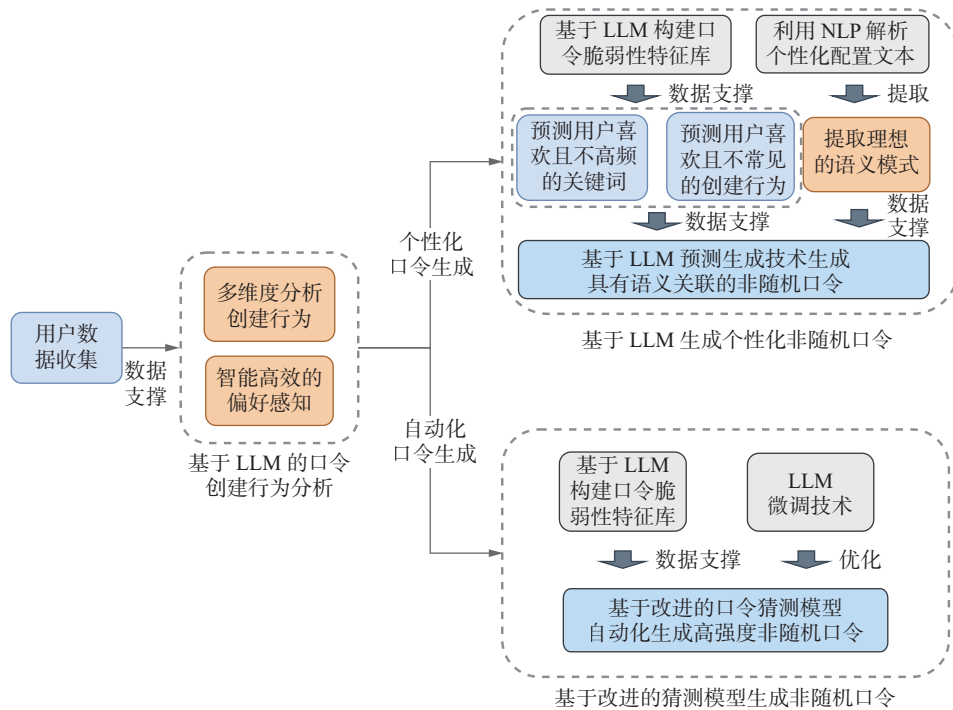 用户数
据收集
数据
支撑
多维度分析
创建行为
智能高效的
偏好感知
基于 LLM 的口令
创建行为分析
个性化
口令生成
自动化
口令生成
基于 LLM 构建口
令脆弱性特征库
利用 NLP 解析
个性化配置文本
数据支撑
提取
预测用户喜
欢且不高频
的关键词
预测用户喜
欢且不常见
的创建行为
提取理想
的语义模式
数据支撑
数据
支撑
基于 LLM 预测生成技术生成
具有语义关联的非随机口令
基于 LLM 生成个性化非随机口令
基于 LLM
构建口令脆
弱性特征库
LLM
微调技术
数据支撑
优化
基于改进的口令猜测模型
自动化生成高强度非随机口令
基于改进的猜测模型生成非随机口令